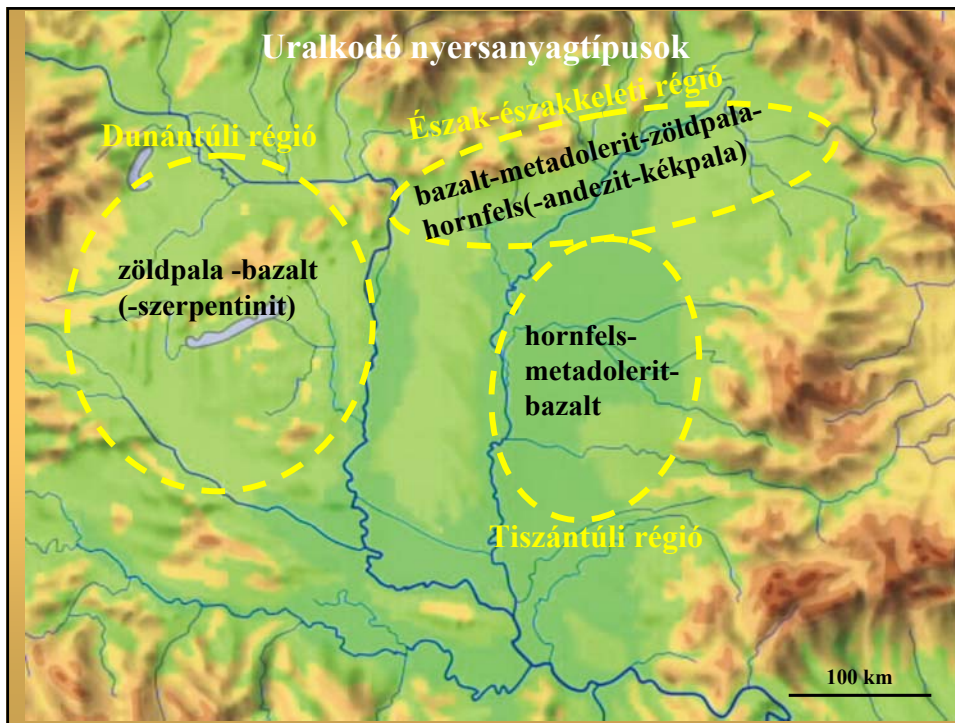 Uralkodó nyersanyagtípusok
Észak-északkeleti régió
Dunántúli régió
bazalt-metadolerit-zöldpala-
hornfels(-andezit-kékpala)
zöldpala -bazalt
(-szerpentinit)
hornfels-
metadolerit-
bazalt
Tiszántúli régió
100 km